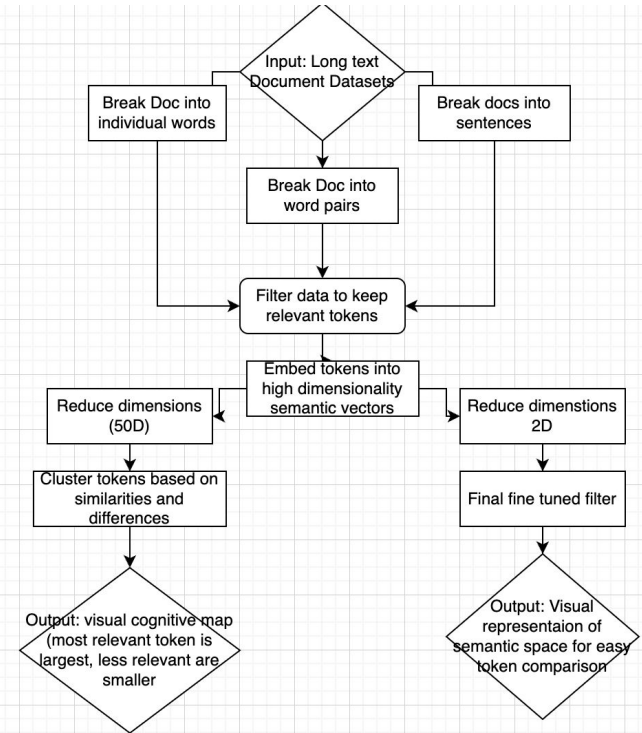 Input: Long text
Document Datasets
Break Doc into
individual words
Break docs into
sentences
Break Doc into
word pairs
Filter data to keep
relevant tokens
Embed tokens into
high dimensionality
semantic vectors
Reduce dimensions
(50D)
Reduce dimenstions
2D
Cluster tokens based on
similarities and
differences
Final fine tuned filter
Output: visual cognitive map
(most relevant token is
largest, less relevant are
smaller
Output: Visual
representaion of
semantic space for easy
token comparison